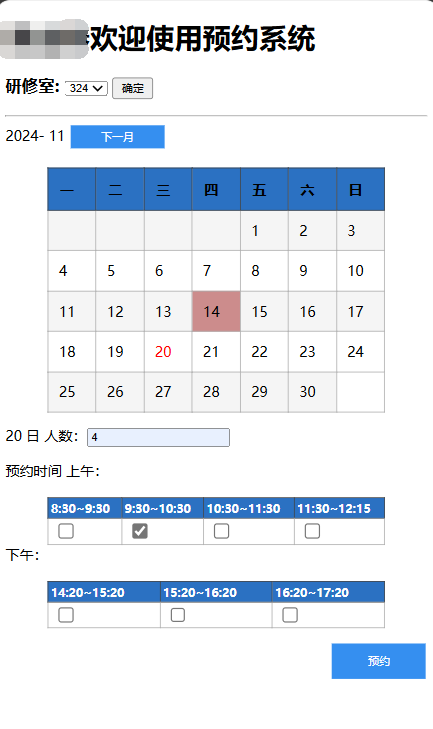 欢迎使用预约系统
研修室: 324 确定
2024- 11 下一月
一 二 三 四 五 六 日
1 2 3
4 5 6 7 8 9 10
11 12 13 14 15 16 17
18 19 20 21 22 23 24
25 26 27 28 29 30
20 日 人数: 4
预约时间 上午:
8:30~9:30 9:30~10:30 10:30~11:30 11:30~12:15
下午:
14:20~15:20 15:20~16:20 16:20~17:20
预约